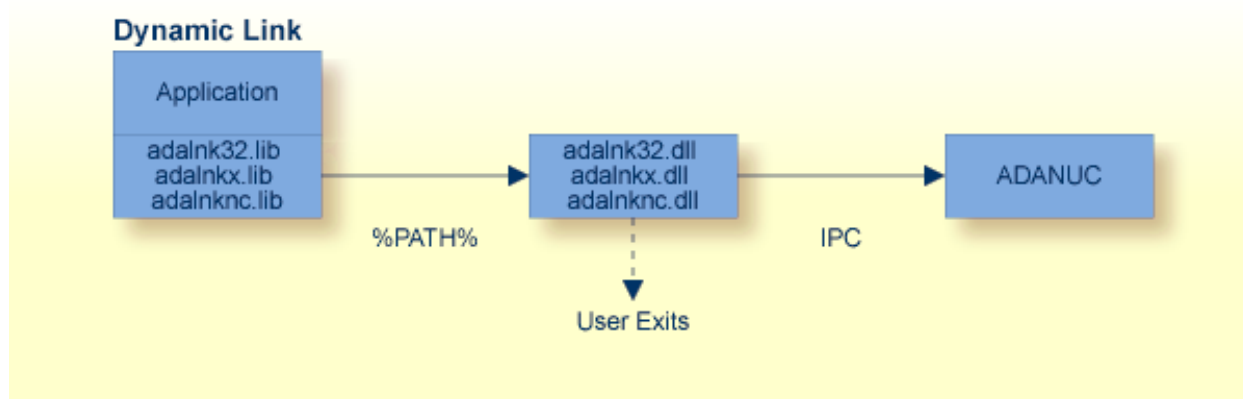 Dynamic Link
Application
adalnk32.lib
adalnkx.lib
adalnknc.lib
%PATH%
adalnk32.dll
adalnkx.dll
adalnknc.dll
User Exits
IPC
ADANUC